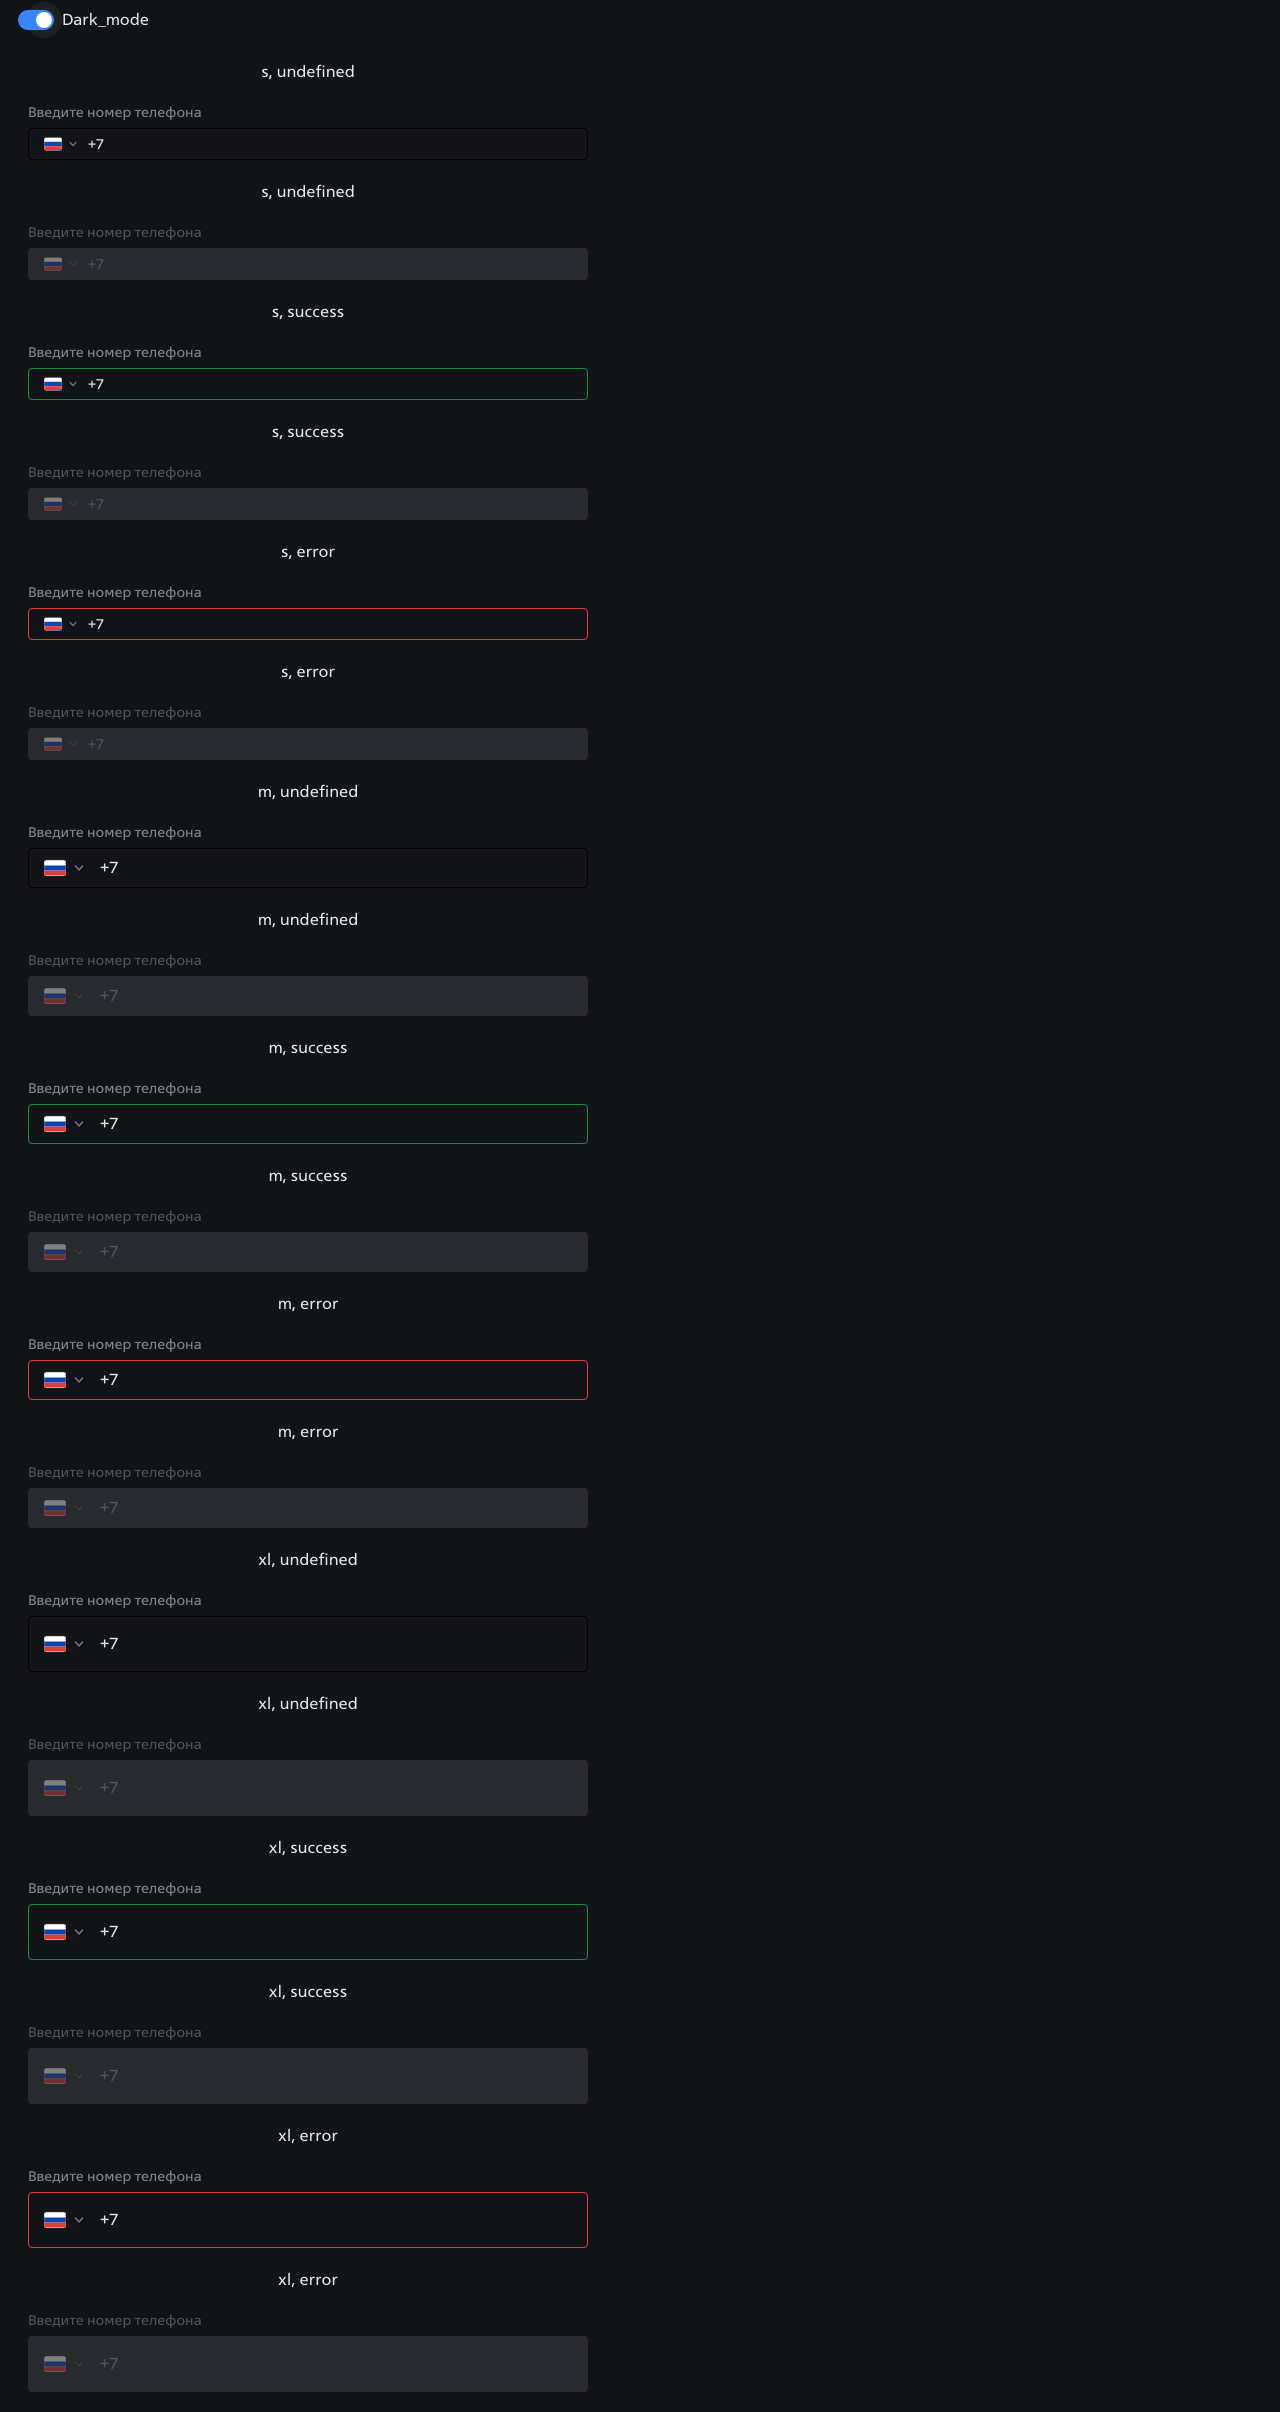 Dark_mode
s, undefined
Введите номер телефона
+7
s, undefined
Введите номер телефона
+7
s, success
Введите номер телефона
+7
s, success
Введите номер телефона
+7
s, error
Введите номер телефона
+7
s, error
Введите номер телефона
+7
m, undefined
Введите номер телефона
+7
m, undefined
Введите номер телефона
+7
m, success
Введите номер телефона
+7
m, success
Введите номер телефона
+7
m, error
Введите номер телефона
+7
m, error
Введите номер телефона
+7
xl, undefined
Введите номер телефона
+7
xl, undefined
Введите номер телефона
+7
xl, success
Введите номер телефона
+7
xl, success
Введите номер телефона
+7
xl, error
Введите номер телефона
+7
xl, error
Введите номер телефона
+7